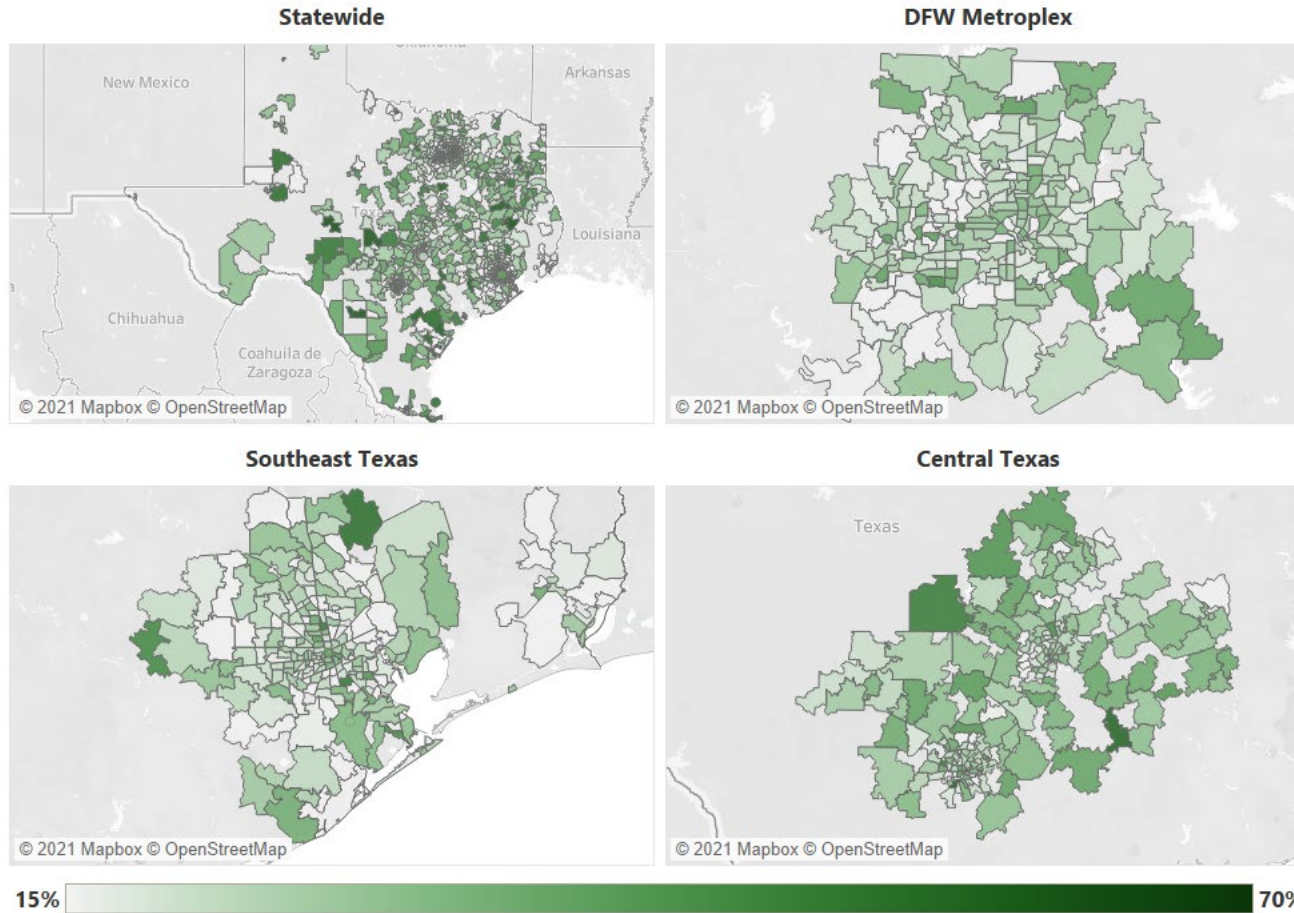 Statewide
DFW Metroplex
New Mexico
Oklahoma
Arkansas
Louisiana
Chihuahua
Coahuila de
Zaragoza
© 2021 Mapbox © OpenStreetMap
© 2021 Mapbox © OpenStreetMap
Southeast Texas
Central Texas
Texas
© 2021 Mapbox © OpenStreetMap
© 2021 Mapbox © OpenStreetMap
15%
70%